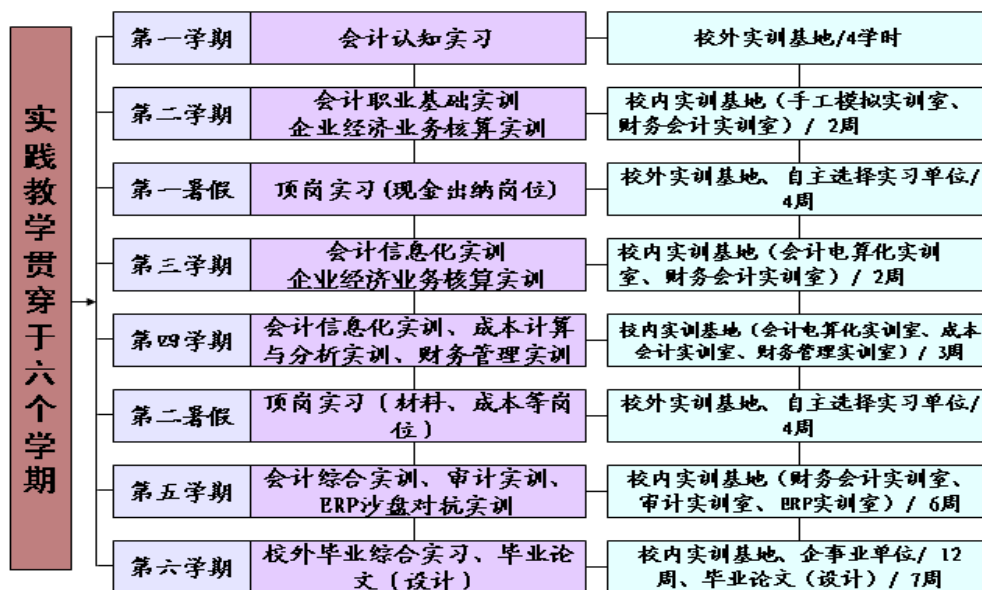 实践教学贯穿于六个学期
第一学期
会计认知实习
校外实训基地/4学时
第二学期
会计职业基础实训
企业经济业务核算实训
校内实训基地（手工模拟实训室、
财务会计实训室）/ 2周
第一暑假
顶岗实习(现金出纳岗位)
校外实训基地、自主选择实习单位/
4周
第三学期
会计信息化实训
企业经济业务核算实训
校内实训基地（会计电算化实训
室、财务会计实训室）/ 2周
第四学期
会计信息化实训、成本计算
与分析实训、财务管理实训
校内实训基地（会计电算化实训室、成本
会计实训室、财务管理实训室）/ 3周
第二暑假
顶岗实习〔材料、成本等岗
位〕
校外实训基地、自主选择实习单位/
4周
第五学期
会计综合实训、审计实训、
ERP沙盘对抗实训
校内实训基地（财务会计实训室、
审计实训室、ERP实训室）/ 6周
第六学期
校外毕业综合实习、毕业论
文〔设计〕
校内实训基地、企事业单位/ 12
周、毕业论文（设计）/ 7周